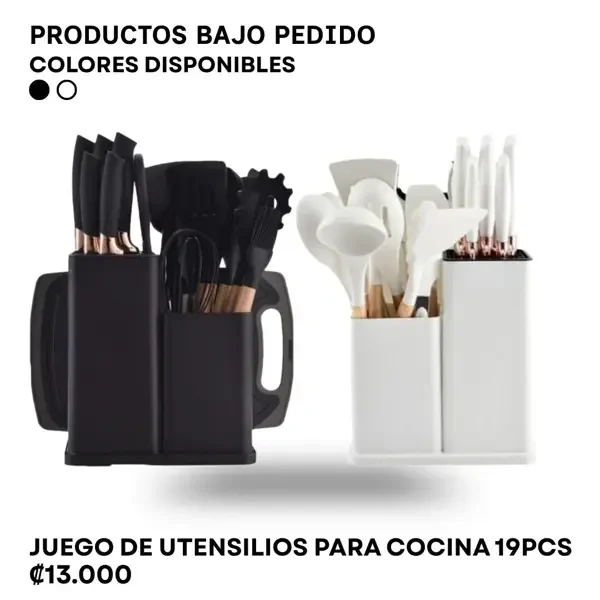 PRODUCTOS BAJO PEDIDO
COLORES DISPONIBLES
JUEGO DE UTENSILIOS PARA COCINA 19PCS
₡13.000